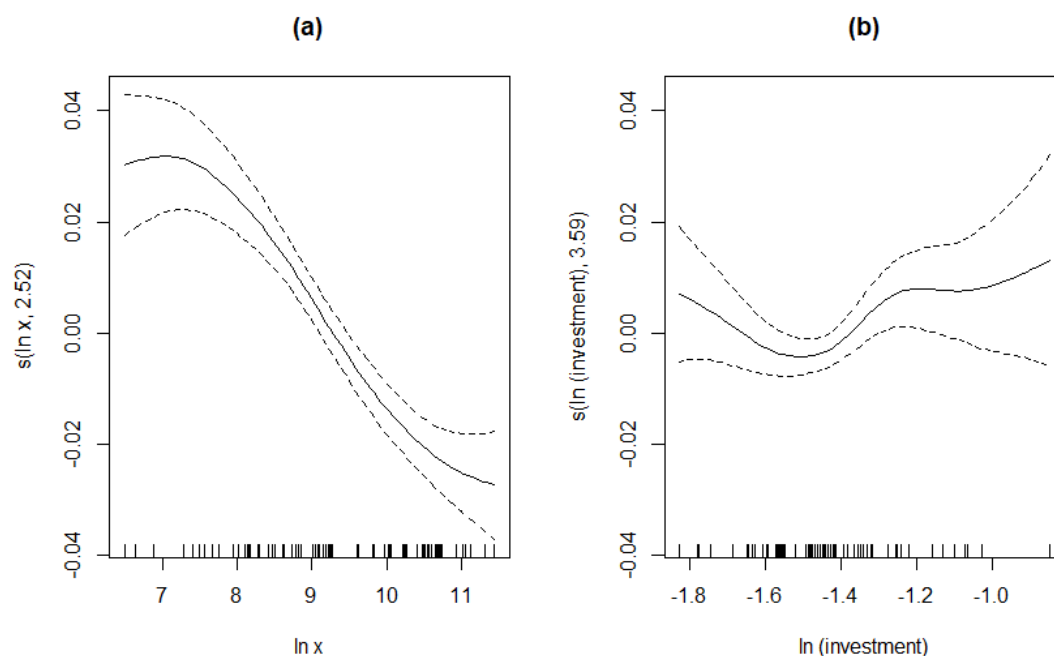 (a)
0.04
0.02
0.00
-0.02
-0.04
s(ln x, 2.52)
7 8 9 10 11
ln x
(b)
0.04
0.02
0.00
-0.02
-0.04
s(ln (investment), 3.59)
-1.8 -1.6 -1.4 -1.2 -1.0
ln (investment)